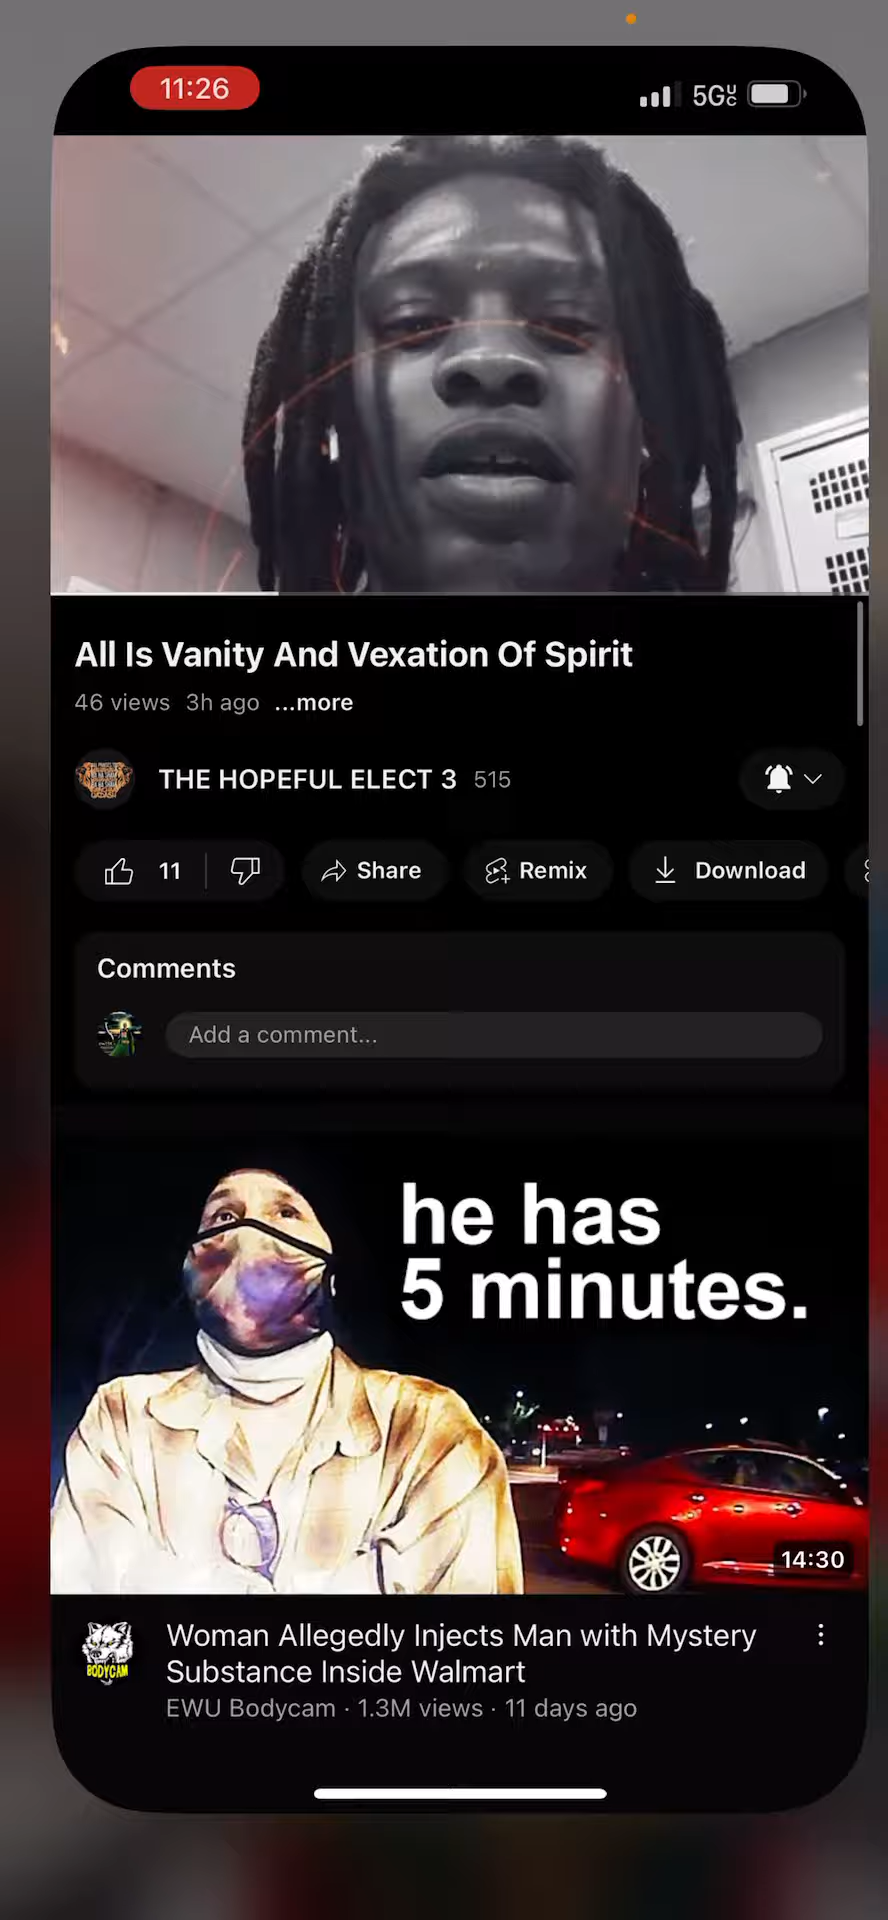 11:26
5GUC
All Is Vanity And Vexation Of Spirit
46 views 3h ago ...more
THE HOPEFUL ELECT 3 515
11 Share Remix Download
Comments
Add a comment...
he has
5 minutes.
14:30
BODYCAM
Woman Allegedly Injects Man with Mystery
Substance Inside Walmart
EWU Bodycam · 1.3M views · 11 days ago